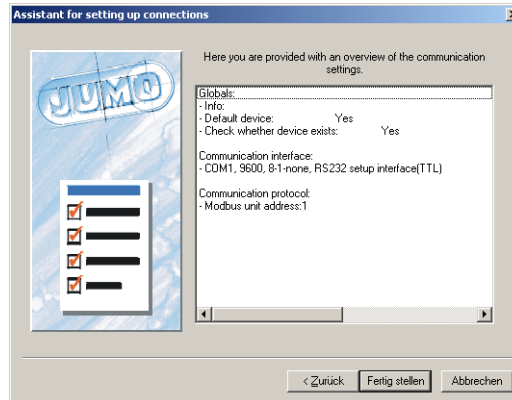 Assistant for setting up connections
JUMO
Here you are provided with an overview of the communication
settings.
Globals:
- Info:
- Default device: Yes
- Check whether device exists: Yes
Communication interface:
- COM1, 9600, 8-1-none, RS232 setup interface(TTL)
Communication protocol:
- Modbus unit address:1
< Zurück
Fertig stellen
Abbrechen